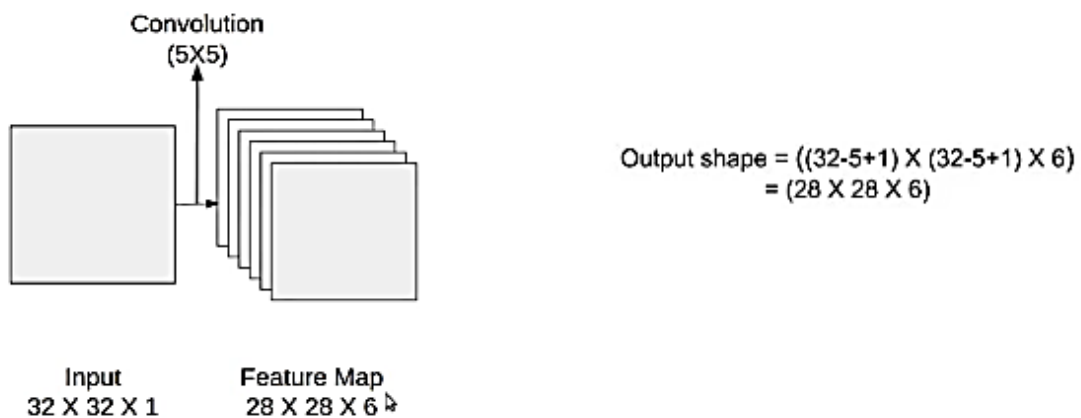 Convolution
(5X5)
Output shape = ((32-5+1) X (32-5+1) X 6)
= (28 X 28 X 6)
Input
32 X 32 X 1
Feature Map
28 X 28 X 6